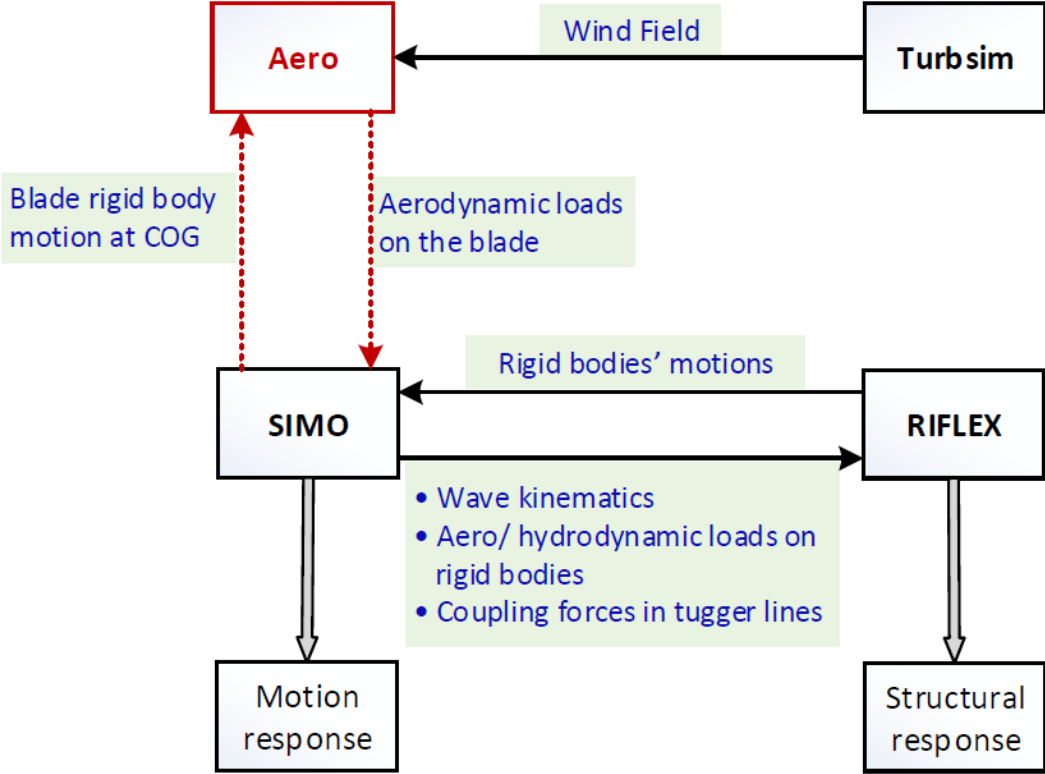 Aero
Wind Field
Turbsim
Blade rigid body
motion at COG
Aerodynamic loads
on the blade
Rigid bodies’ motions
SIMO
RIFLEX
• Wave kinematics
• Aero/ hydrodynamic loads on
rigid bodies
• Coupling forces in tugger lines
Motion
response
Structural
response